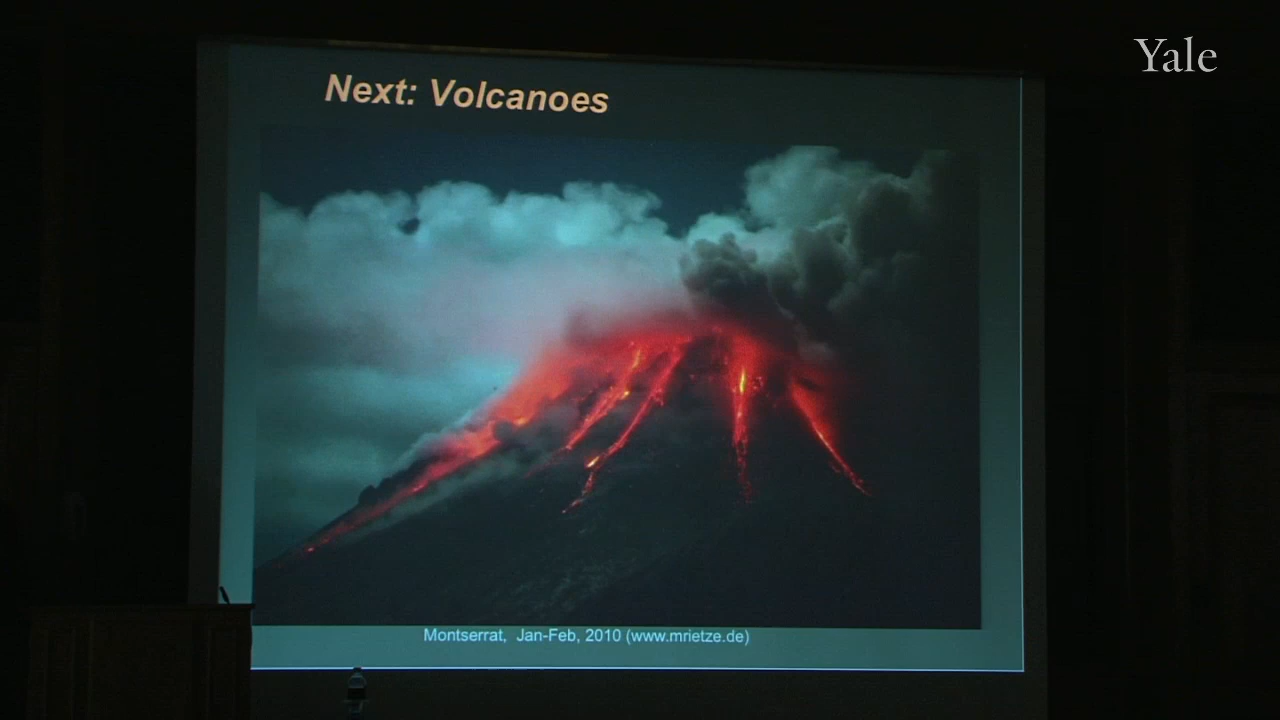 Yale
Next: Volcanoes
Montserrat, Jan-Feb, 2010 (www.mrietze.de)